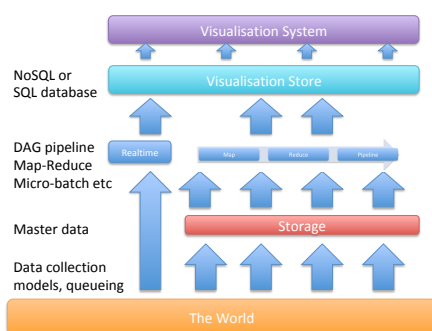 Visualisation System
NoSQL or
SQL database
Visualisation Store
DAG pipeline
Map-Reduce
Micro-batch etc
Realtime
Map
Reduce
Pipeline
Master data
Storage
Data collection
models, queueing
The World